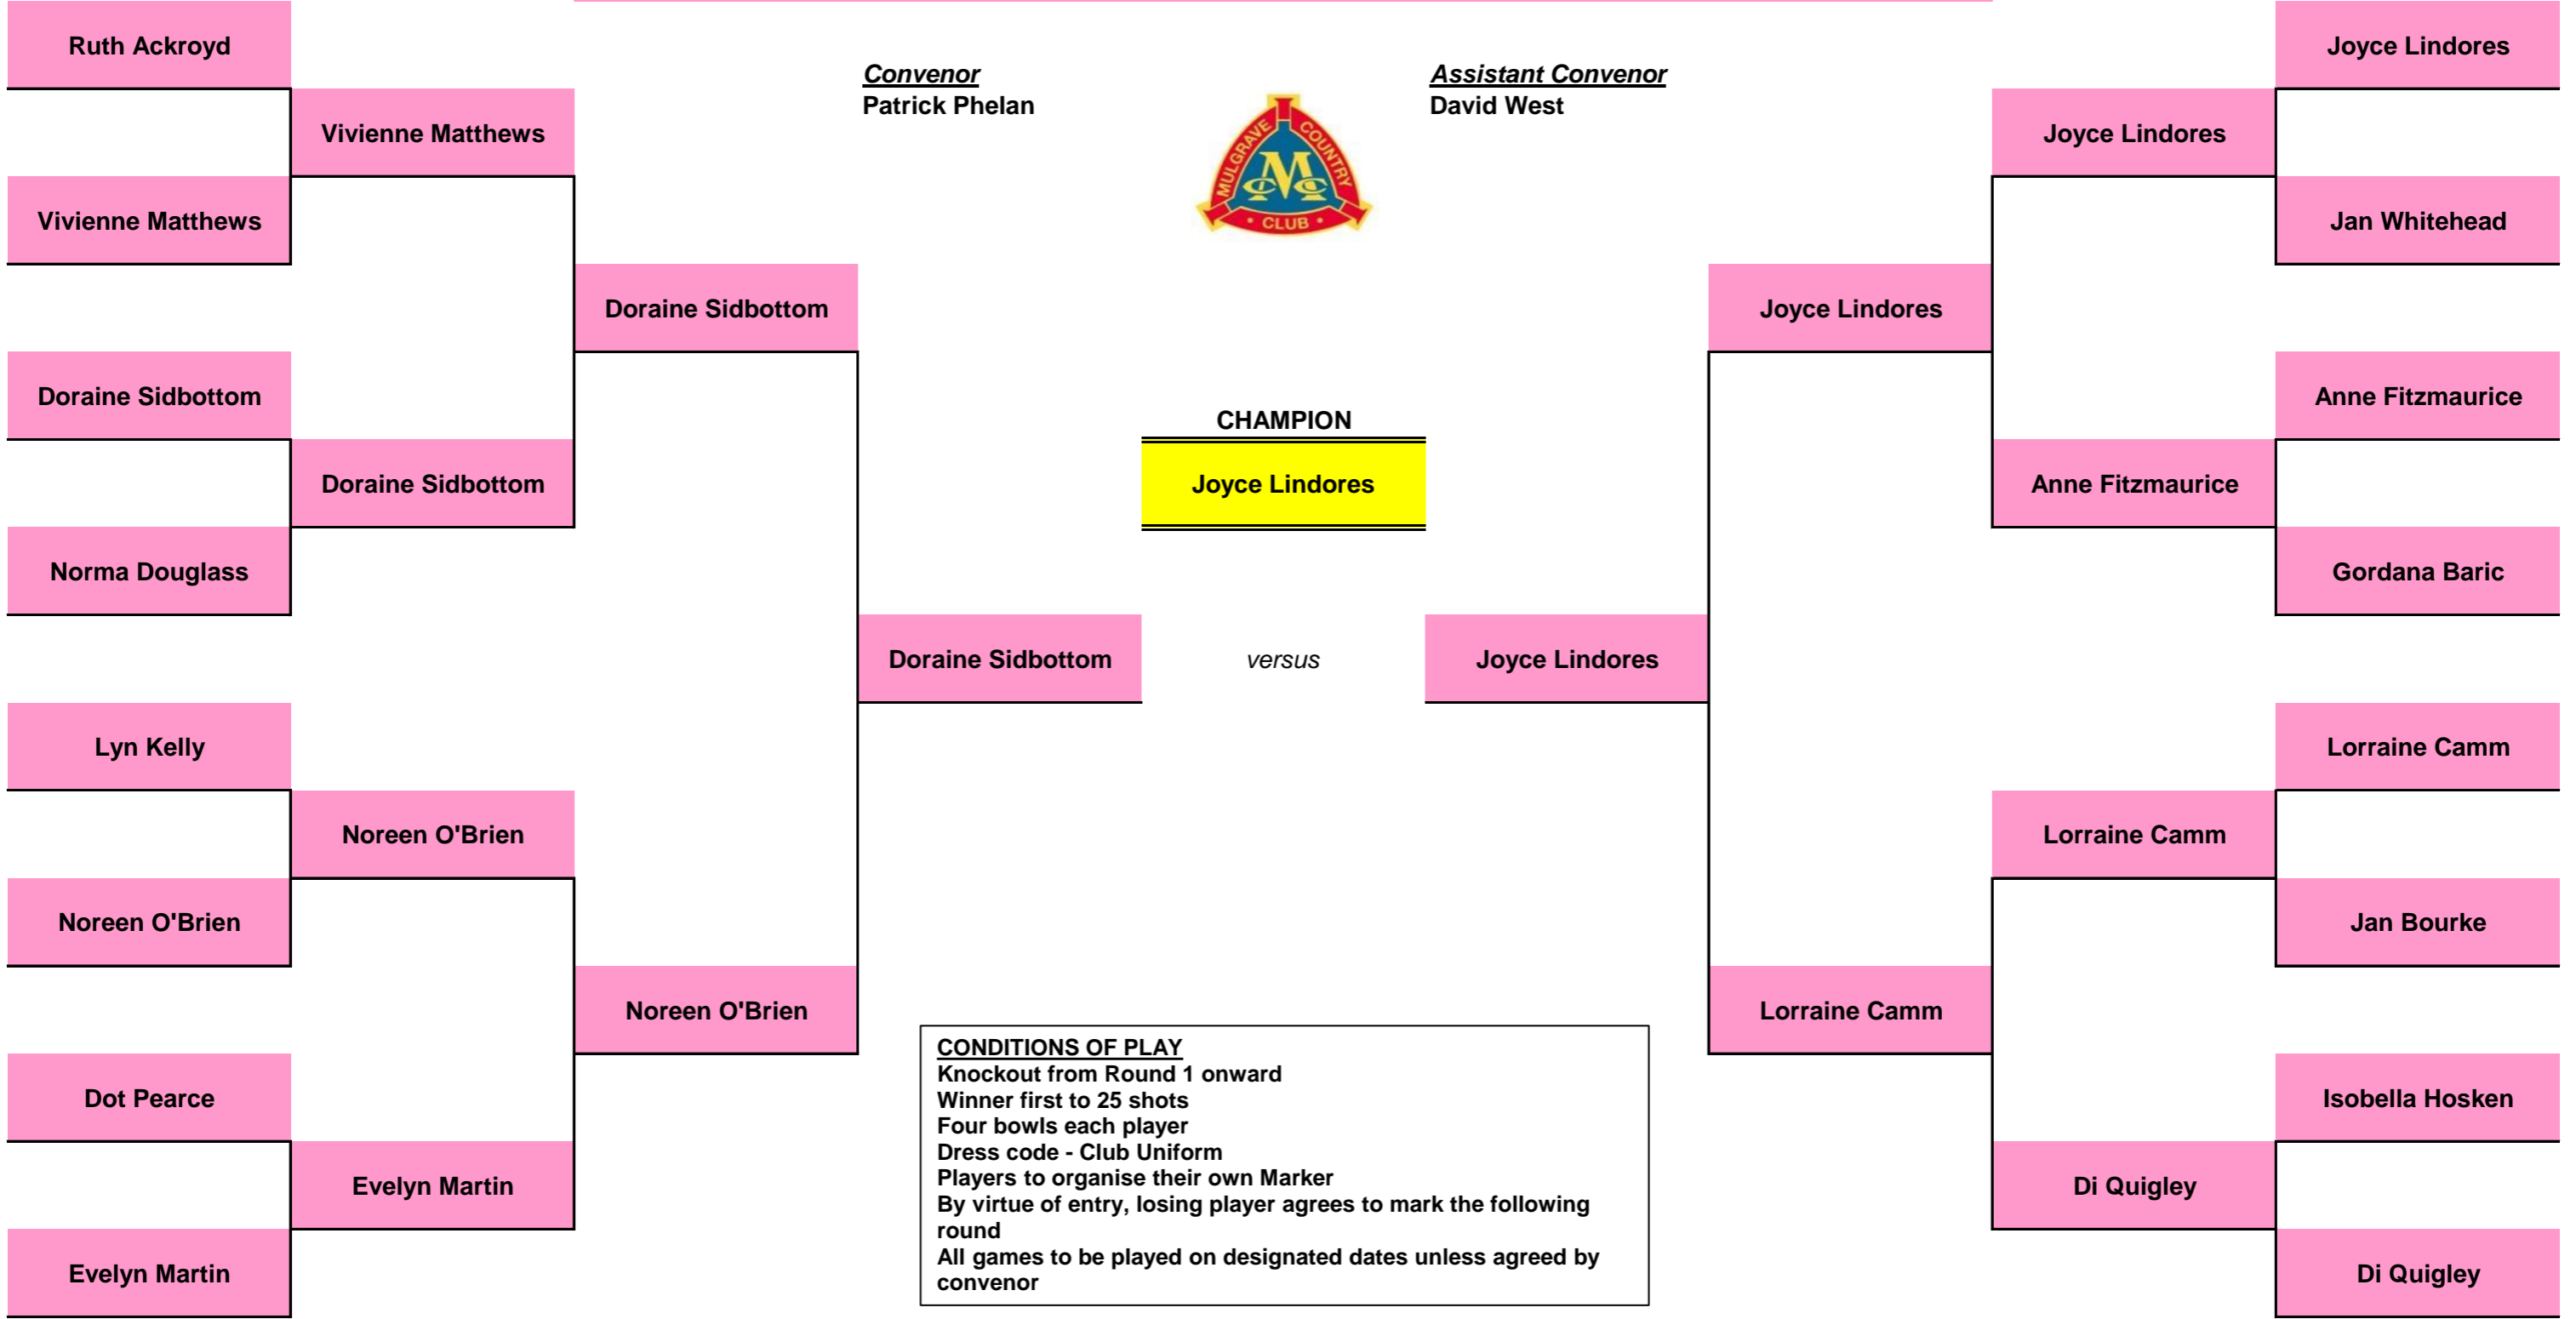 Ruth Ackroyd
Vivienne Matthews
Vivienne Matthews
Doraine Sidbottom
Doraine Sidbottom
Doraine Sidbottom
Norma Douglass
Doraine Sidbottom
Lyn Kelly
Noreen O'Brien
Noreen O'Brien
Noreen O'Brien
Dot Pearce
Evelyn Martin
Evelyn Martin
Convenor
Patrick Phelan
MULGRAVE COUNTRY
MCC
• CLUB •
Assistant Convenor
David West
CHAMPION
Joyce Lindores
versus
Joyce Lindores
Joyce Lindores
Joyce Lindores
Joyce Lindores
Jan Whitehead
Anne Fitzmaurice
Anne Fitzmaurice
Gordana Baric
Lorraine Camm
Lorraine Camm
Jan Bourke
Lorraine Camm
Isobella Hosken
Di Quigley
Di Quigley
CONDITIONS OF PLAY
Knockout from Round 1 onward
Winner first to 25 shots
Four bowls each player
Dress code - Club Uniform
Players to organise their own Marker
By virtue of entry, losing player agrees to mark the following
round
All games to be played on designated dates unless agreed by
convenor